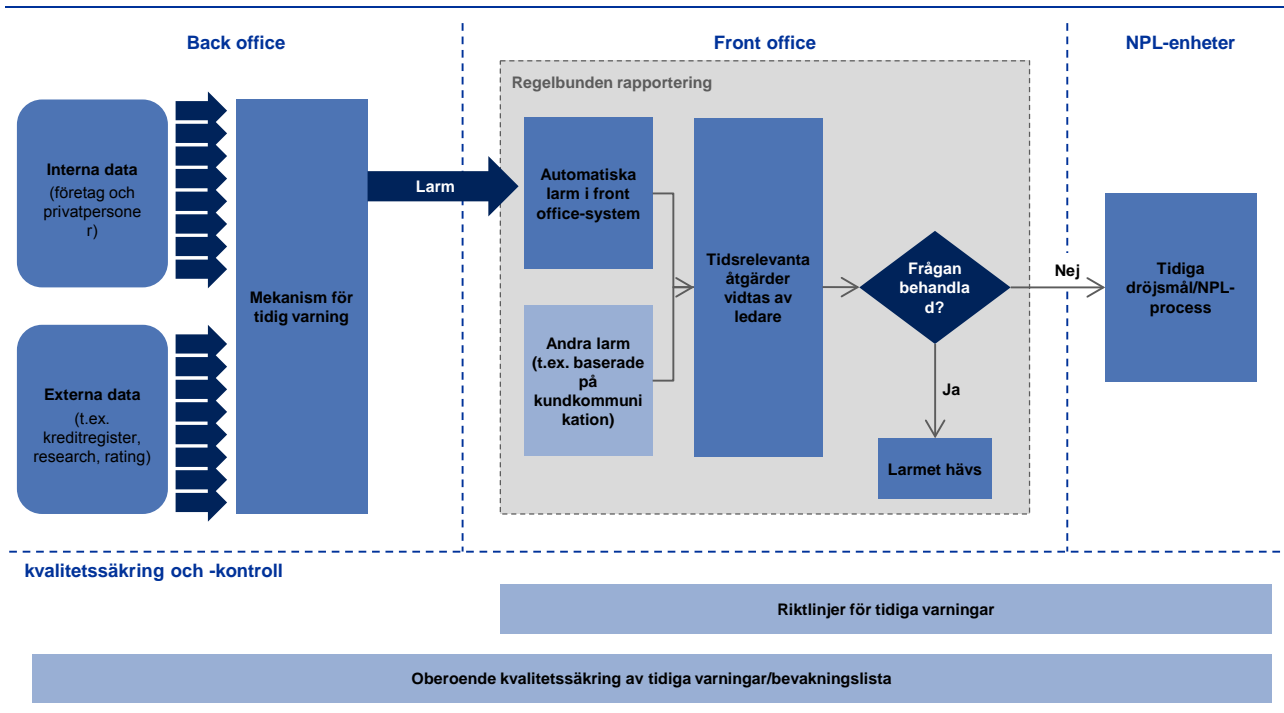 Back office
Front office
NPL-enheter
Regelbunden rapportering
Interna data
(företag och
privatpersone
r)
Externa data
(t.ex.
kreditregister,
research, rating)
Mekanism för
tidig varning
Larm
Automatiska
larm i front
office-system
Andra larm
(t.ex. baserade
på
kundkommuni
kation)
Tidsrelevanta
åtgärder
vidtas av
ledare
Frågan
behandla
d?
Nej
Ja
Larmet hävs
Tidiga
dröjsmål/NPL-
process
kvalitetssäkring och -kontroll
Riktlinjer för tidiga varningar
Oberoende kvalitetssäkring av tidiga varningar/bevakningslista